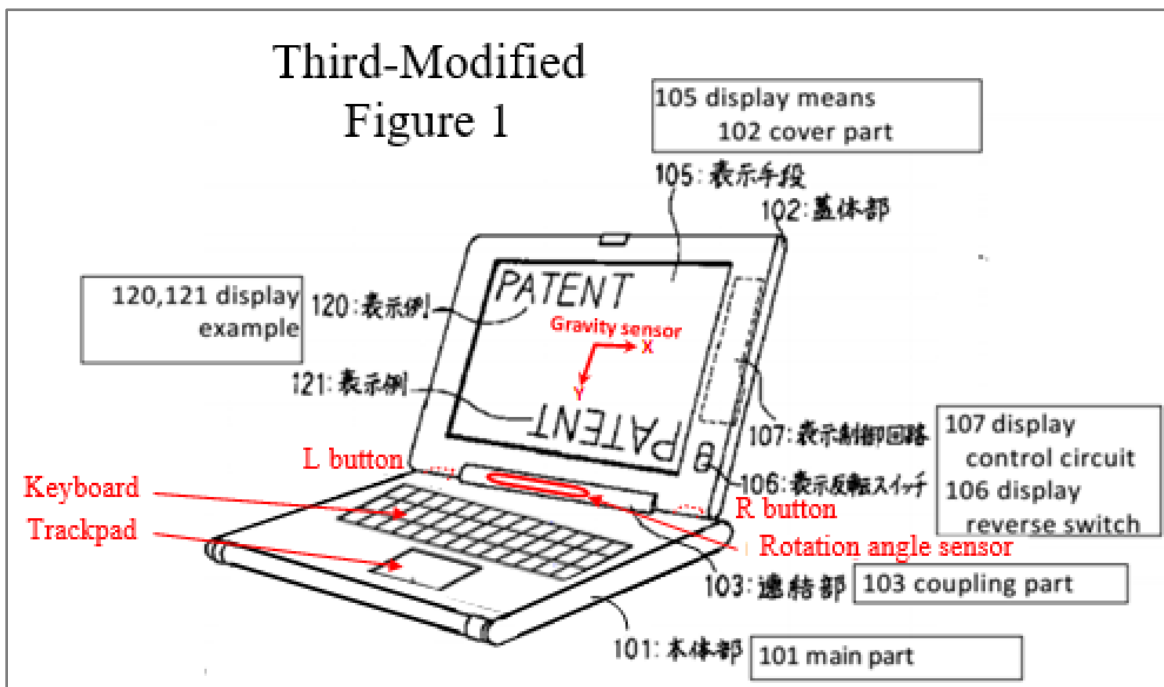 Third-Modified
Figure 1
105 display means
102 cover part
105:表示手段
102:蓋体部
120,121 display
example
120:表示例
PATENT
Gravity sensor
X
Y
121:表示例
PATENT
107:表示制御回路
107 display
control circuit
106 display
reverse switch
L button
Keyboard
Trackpad
106:表示反転スイッチ
R button
Rotation angle sensor
103:連結部
103 coupling part
101:本体部
101 main part